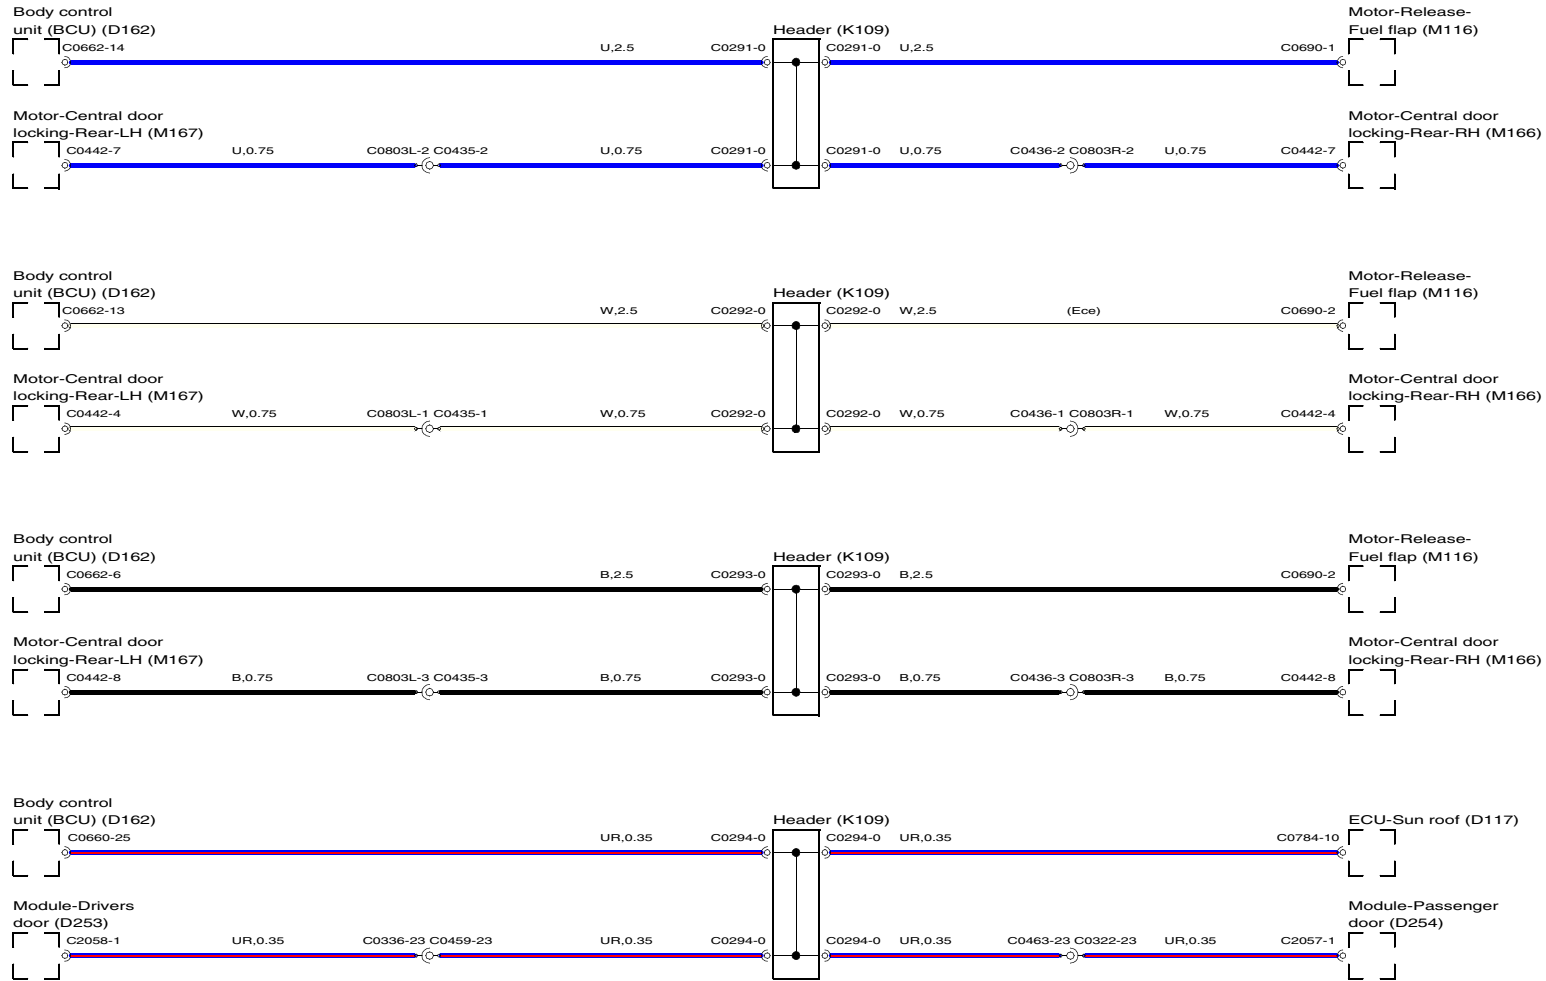 Body control
unit (BCU) (D162)
Header (K109)
Motor-Release-
Fuel flap (M116)
C0662-14 U,2.5 C0291-0 C0291-0 U,2.5 C0690-1
Motor-Central door
locking-Rear-LH (M167)
Motor-Central door
locking-Rear-RH (M166)
C0442-7 U,0.75 C0803L-2 C0435-2 U,0.75 C0291-0 C0291-0 U,0.75 C0436-2 C0803R-2 U,0.75 C0442-7
Body control
unit (BCU) (D162)
Header (K109)
Motor-Release-
Fuel flap (M116)
C0662-13 W,2.5 C0292-0 C0292-0 W,2.5 (Ece) C0690-2
Motor-Central door
locking-Rear-LH (M167)
Motor-Central door
locking-Rear-RH (M166)
C0442-4 W,0.75 C0803L-1 C0435-1 W,0.75 C0292-0 C0292-0 W,0.75 C0436-1 C0803R-1 W,0.75 C0442-4
Body control
unit (BCU) (D162)
Header (K109)
Motor-Release-
Fuel flap (M116)
C0662-6 B,2.5 C0293-0 C0293-0 B,2.5 C0690-2
Motor-Central door
locking-Rear-LH (M167)
Motor-Central door
locking-Rear-RH (M166)
C0442-8 B,0.75 C0803L-3 C0435-3 B,0.75 C0293-0 C0293-0 B,0.75 C0436-3 C0803R-3 B,0.75 C0442-8
Body control
unit (BCU) (D162)
Header (K109)
ECU-Sun roof (D117)
C0660-25 UR,0.35 C0294-0 C0294-0 UR,0.35 C0784-10
Module-Drivers
door (D253)
Module-Passenger
door (D254)
C2058-1 UR,0.35 C0336-23 C0459-23 UR,0.35 C0294-0 C0294-0 UR,0.35 C0463-23 C0322-23 UR,0.35 C2057-1